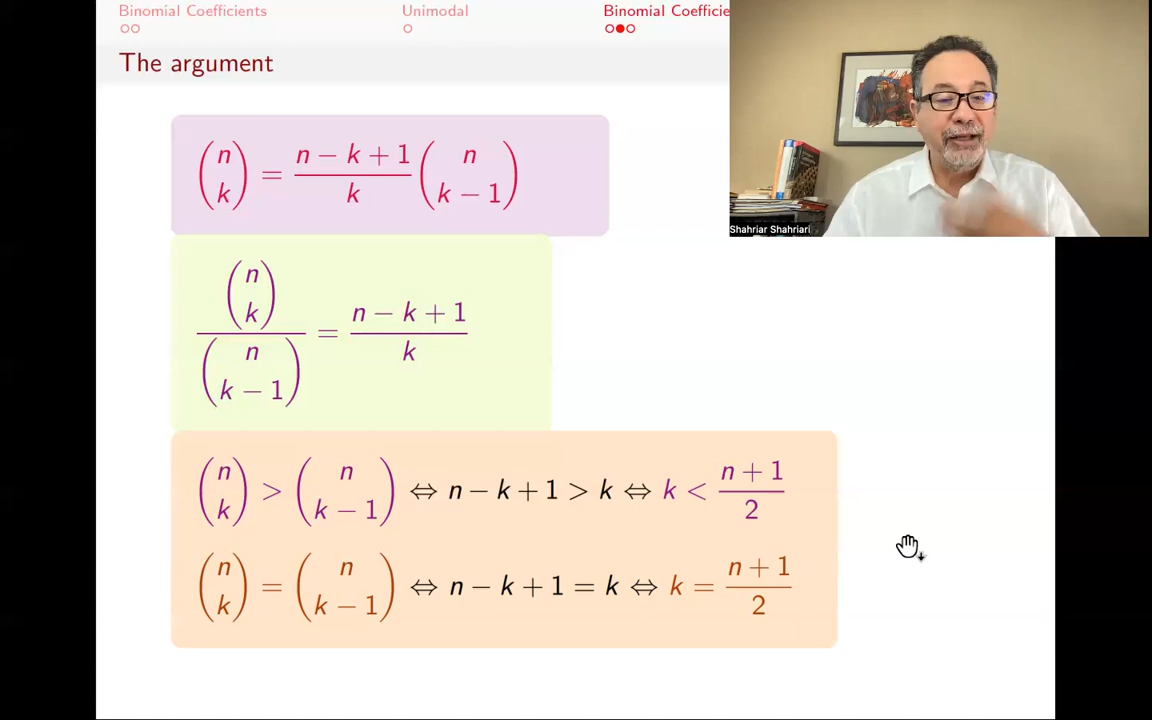 Binomial Coefficients Unimodal Binomial Coefficie
The argument
Shahriar Shahriari
(n k) = (n − k + 1)/k (n k − 1)
(n k)/(n k − 1) = (n − k + 1)/k
(n k) > (n k − 1) ⇔ n − k + 1 > k ⇔ k < (n + 1)/2
(n k) = (n k − 1) ⇔ n − k + 1 = k ⇔ k = (n + 1)/2